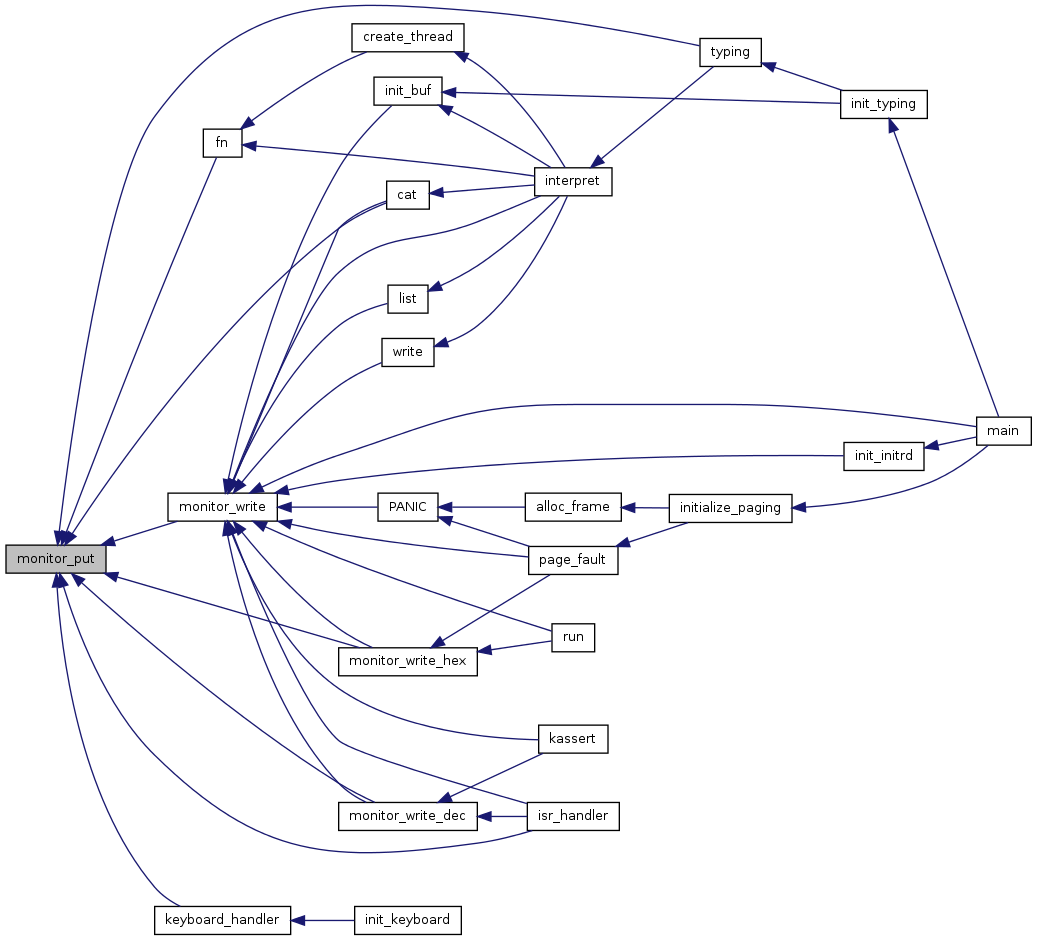 create_thread
typing
init_buf
init_typing
fn
interpret
cat
list
write
main
init_initrd
monitor_write
PANIC
alloc_frame
initialize_paging
monitor_put
page_fault
run
monitor_write_hex
kassert
monitor_write_dec
isr_handler
keyboard_handler
init_keyboard